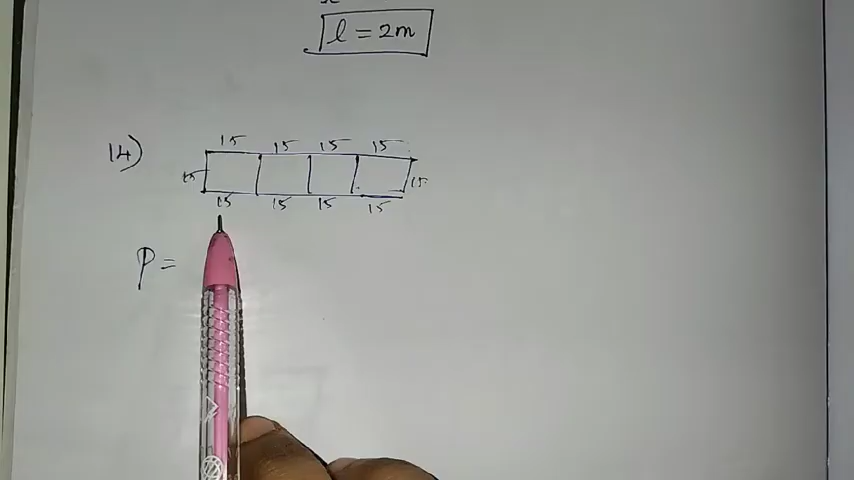 l = 2m
14)
15 15 15 15
15 15
15 15 15 15
P =